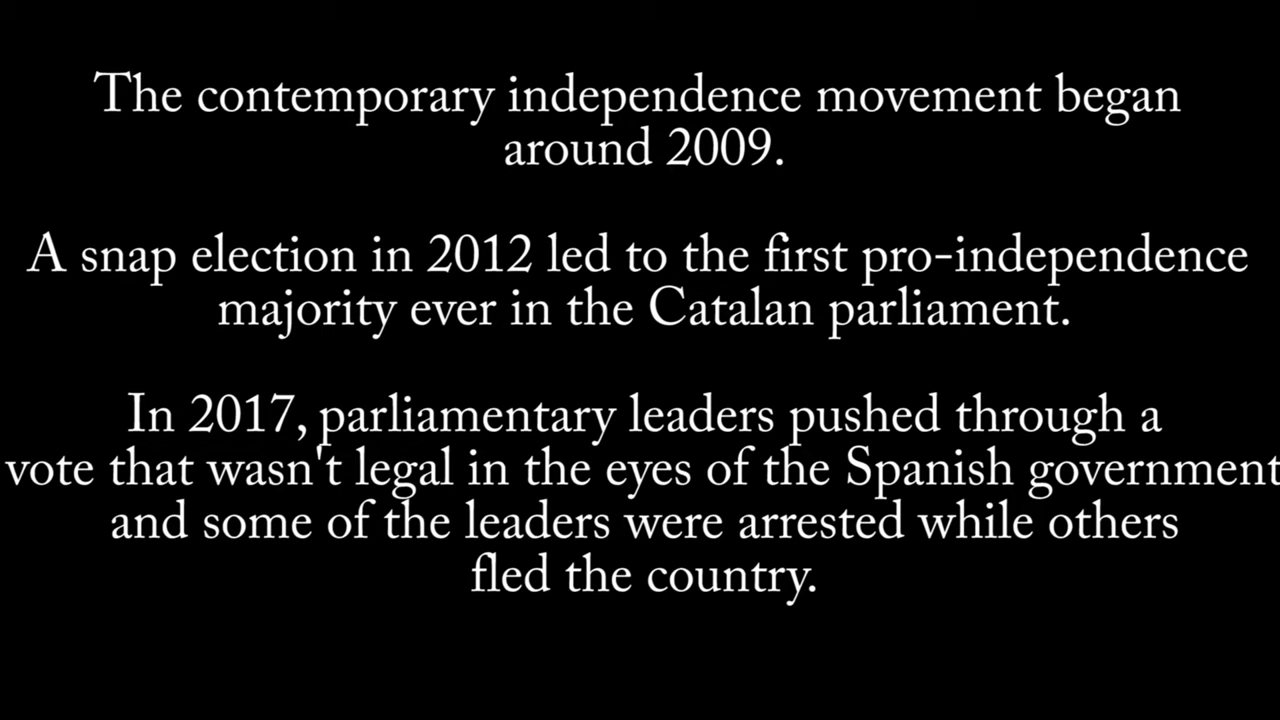 The contemporary independence movement began
around 2009.
A snap election in 2012 led to the first pro-independence
majority ever in the Catalan parliament.
In 2017, parliamentary leaders pushed through a
vote that wasn't legal in the eyes of the Spanish government
and some of the leaders were arrested while others
fled the country.